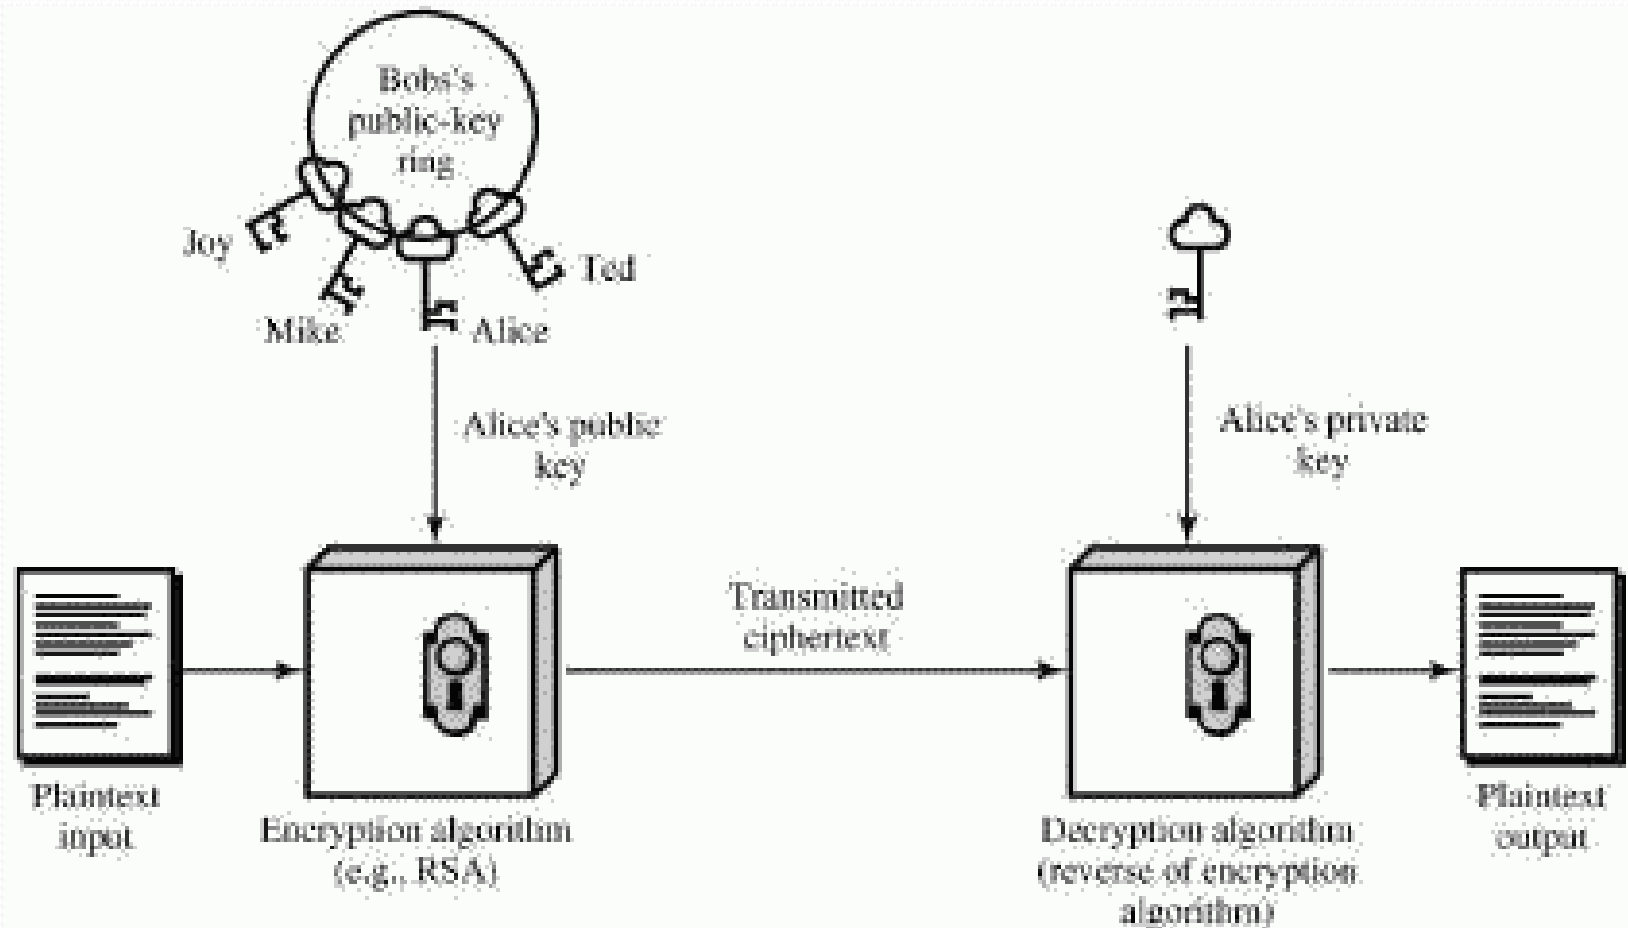 Bobs's
public-key
ring
Joy
Ted
Mike
Alice
Alice's public
key
Alice's private
key
Transmitted
ciphertext
Plaintext
input
Encryption algorithm
(e.g., RSA)
Decryption algorithm
(reverse of encryption
algorithm)
Plaintext
output